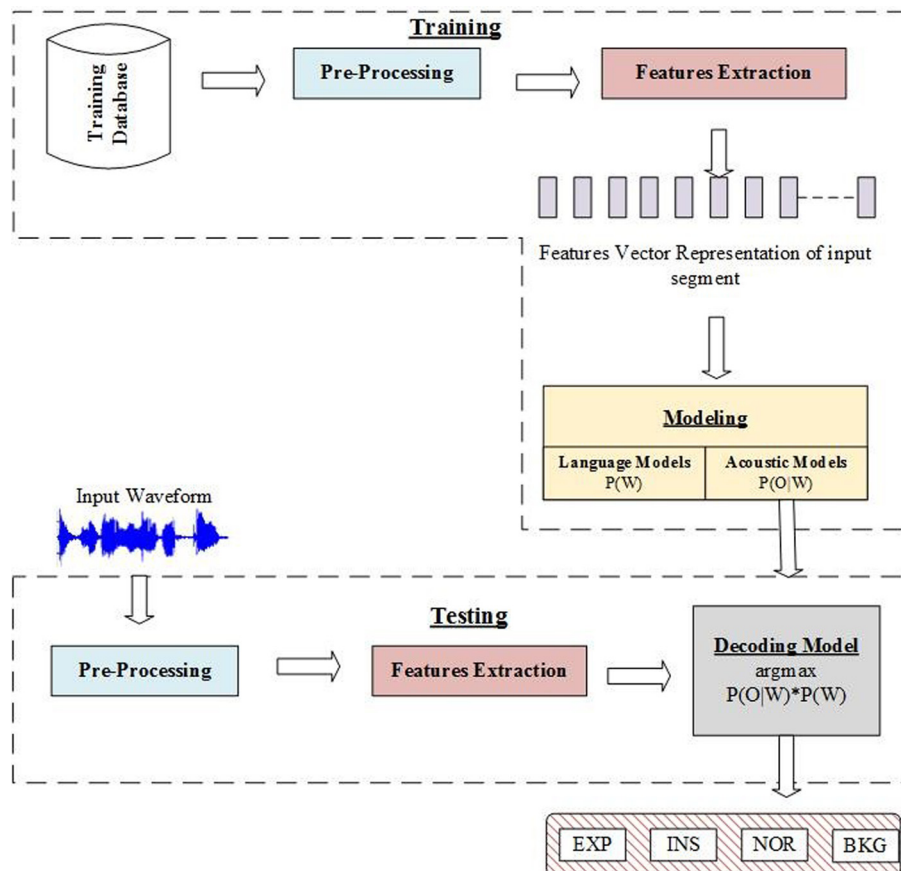 Training
Training
Database
Pre-Processing
Features Extraction
Features Vector Representation of input
segment
Modeling
Language Models
P(W)
Acoustic Models
P(O|W)
Input Waveform
Testing
Pre-Processing
Features Extraction
Decoding Model
argmax
P(O|W)*P(W)
EXP
INS
NOR
BKG